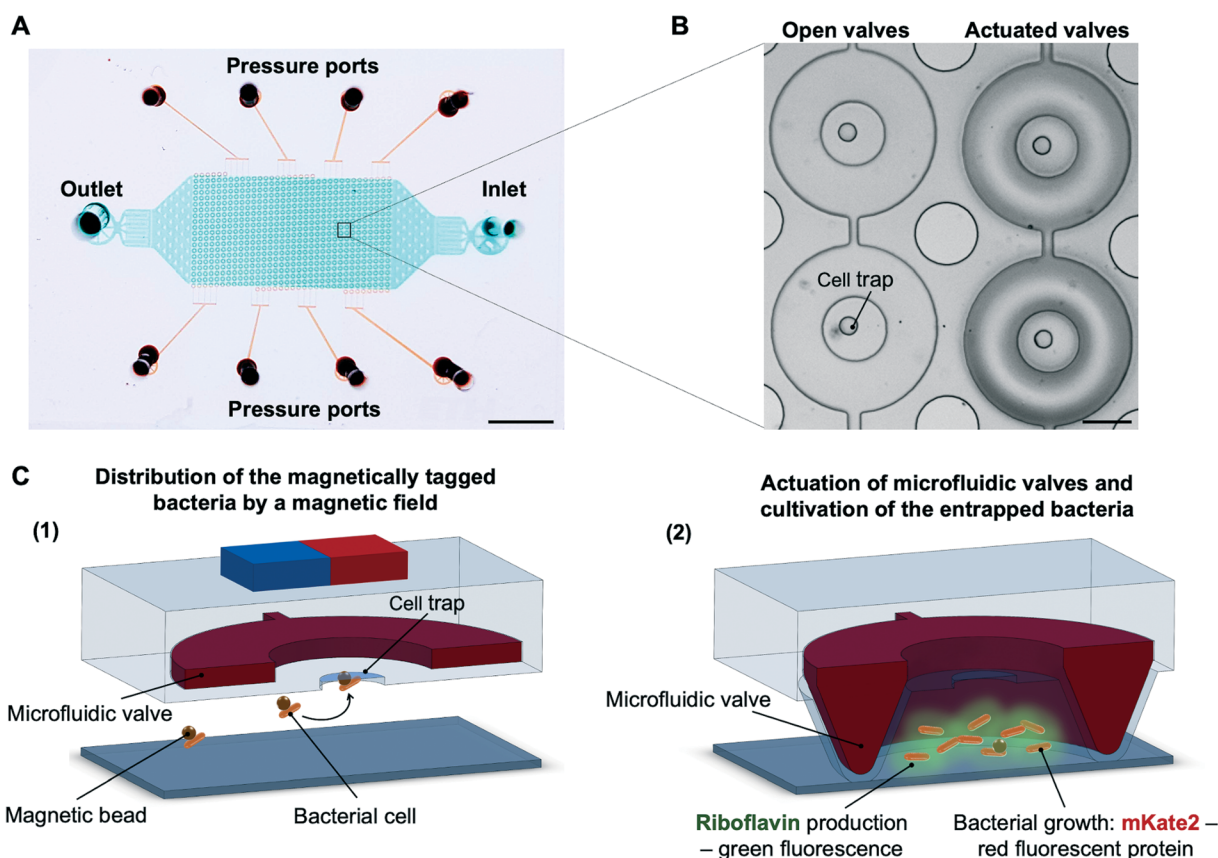 A
Pressure ports
Outlet
Inlet
Pressure ports
B
Open valves
Actuated valves
Cell trap
C
Distribution of the magnetically tagged
bacteria by a magnetic field
(1)
Cell trap
Microfluidic valve
Magnetic bead
Bacterial cell
Actuation of microfluidic valves and
cultivation of the entrapped bacteria
(2)
Microfluidic valve
Riboflavin production
– green fluorescence
Bacterial growth: mKate2 –
red fluorescent protein